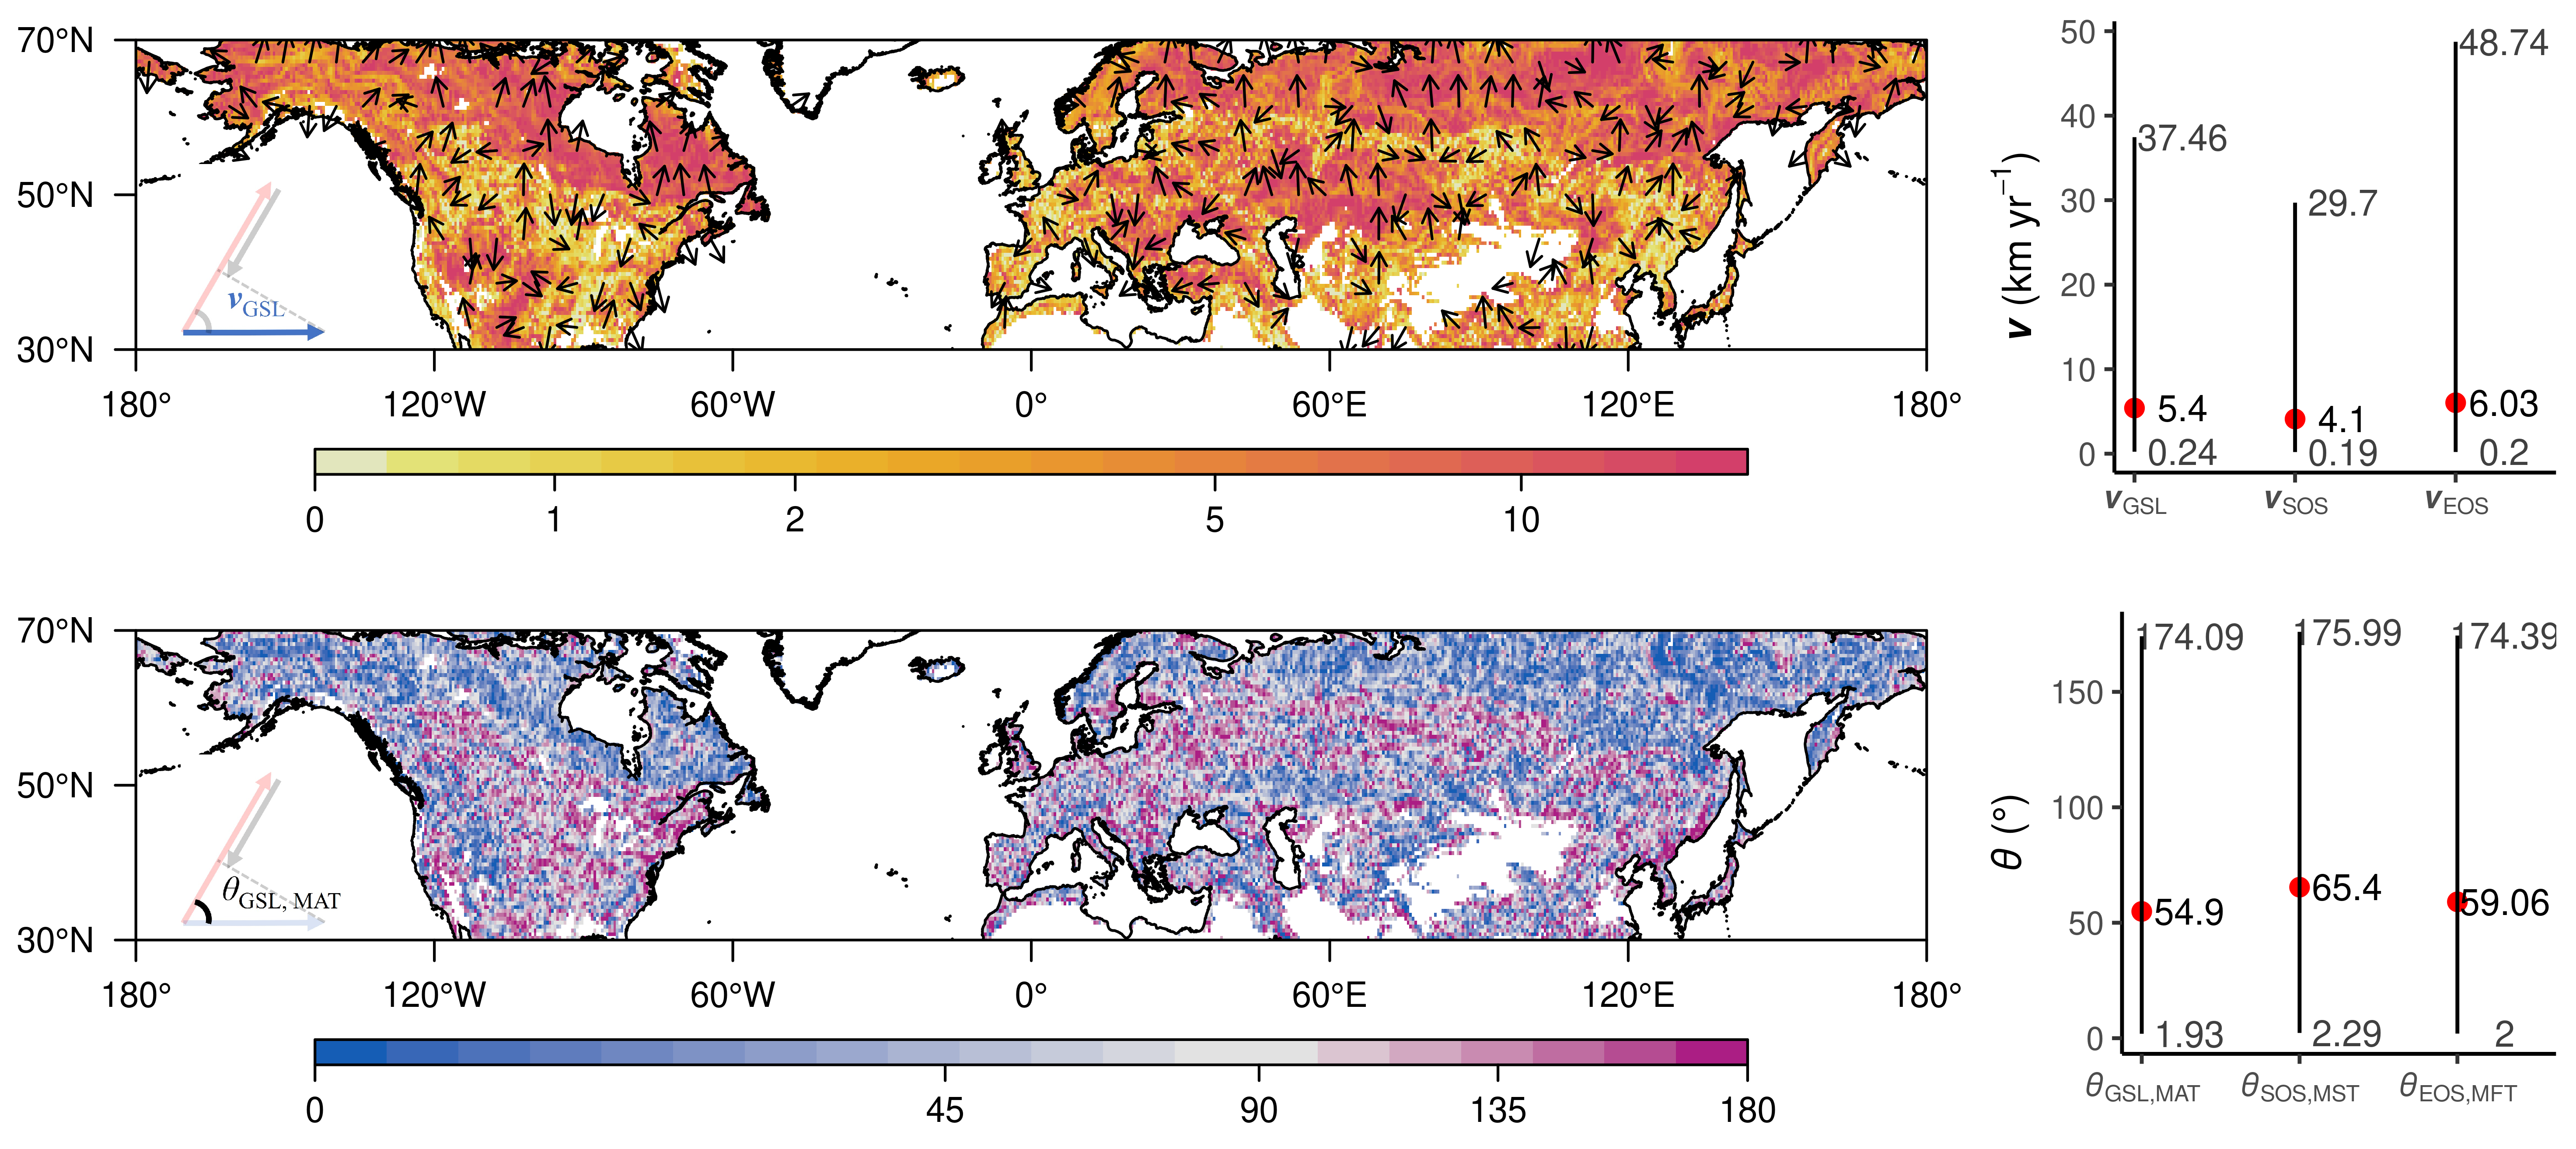 70°N
50°N
30°N
180° 120°W 60°W 0° 60°E 120°E 180°
vGSL
0 1 2 5 10
v (km yr−1)
50
40
30
20
10
0
37.46
5.4
0.24
29.7
4.1
0.19
48.74
6.03
0.2
vGSL vSOS vEOS
70°N
50°N
30°N
180° 120°W 60°W 0° 60°E 120°E 180°
θGSL, MAT
0 45 90 135 180
θ (°)
150
100
50
0
174.09
54.9
1.93
175.99
65.4
2.29
174.39
59.06
2
θGSL,MAT θSOS,MST θEOS,MFT